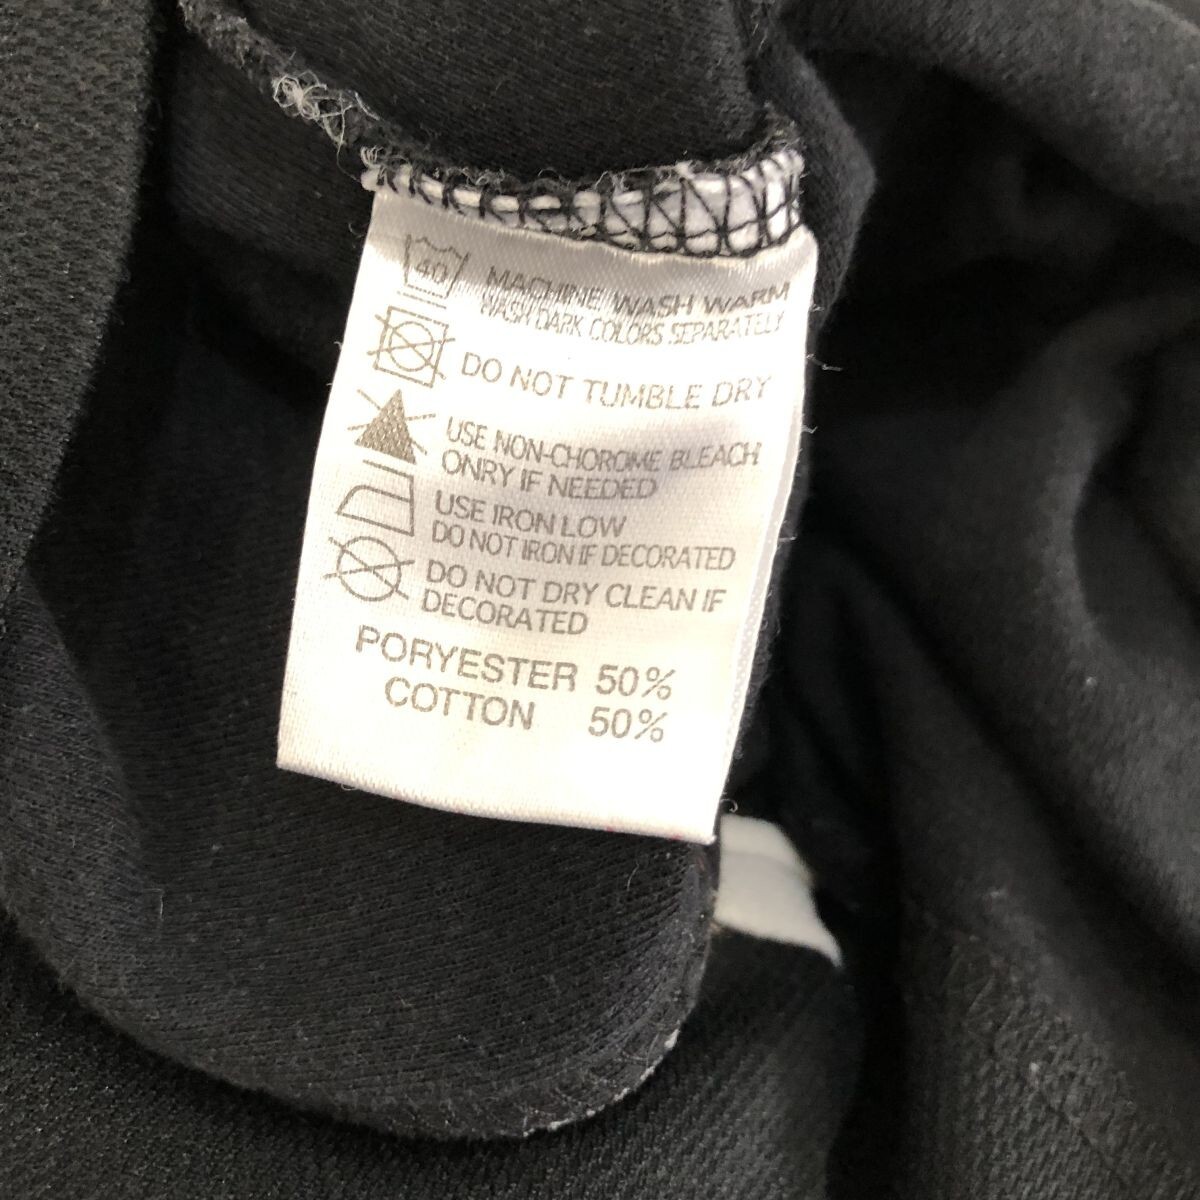 40 MACHINE WASH WARM
WASH DARK COLORS SEPARATELY
DO NOT TUMBLE DRY
USE NON-CHOROME BLEACH
ONRY IF NEEDED
USE IRON LOW
DO NOT IRON IF DECORATED
DO NOT DRY CLEAN IF
DECORATED
PORYESTER 50%
COTTON 50%